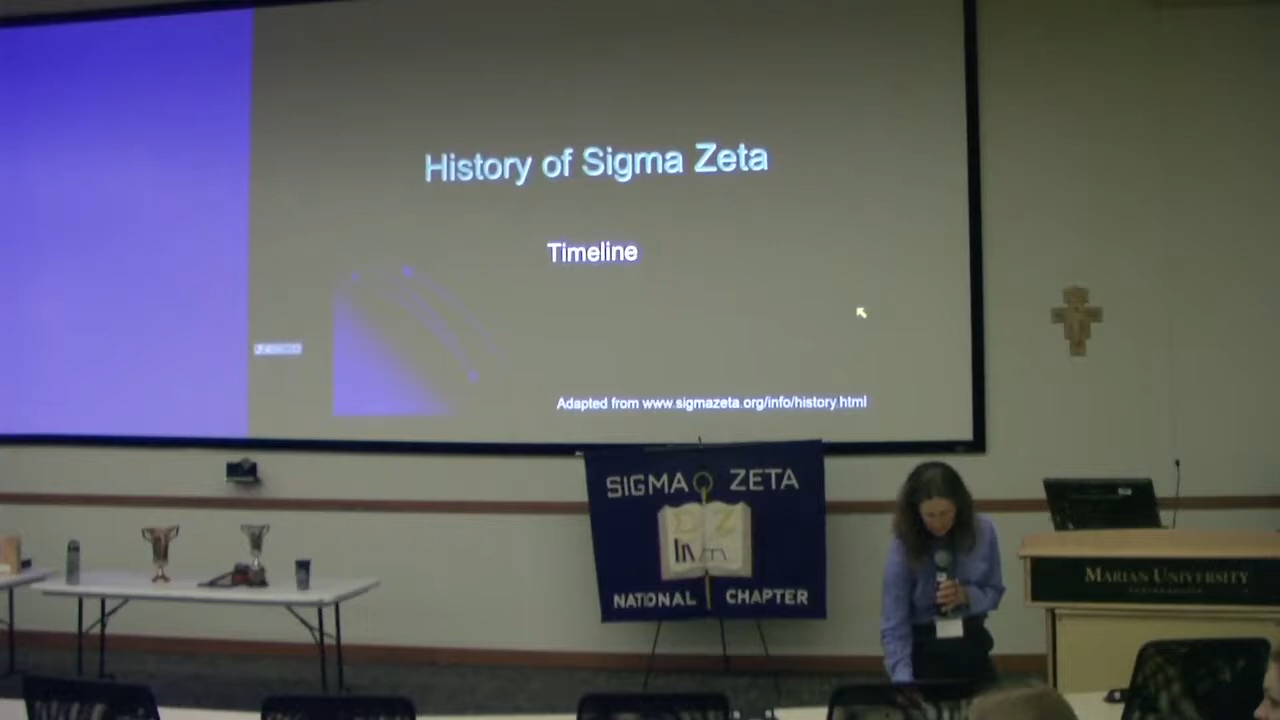 History of Sigma Zeta
Timeline
Adapted from www.sigmazeta.org/info/history.html
SIGMA ZETA
Σ Z
NATIONAL CHAPTER
MARIAN UNIVERSITY